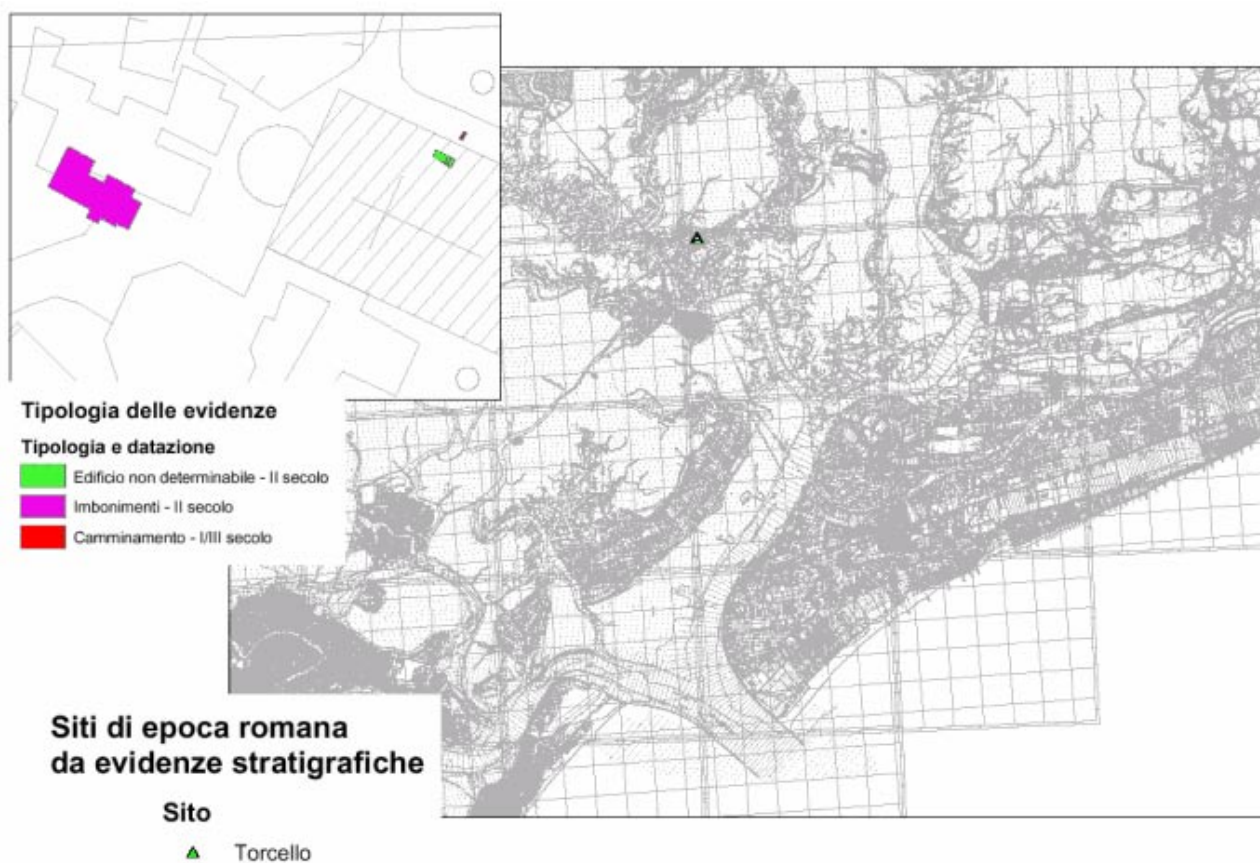 Tipologia delle evidenze
Tipologia e datazione
Edificio non determinabile - II secolo
Imbonimenti - II secolo
Camminamento - I/III secolo
Siti di epoca romana
da evidenze stratigrafiche
Sito
Torcello